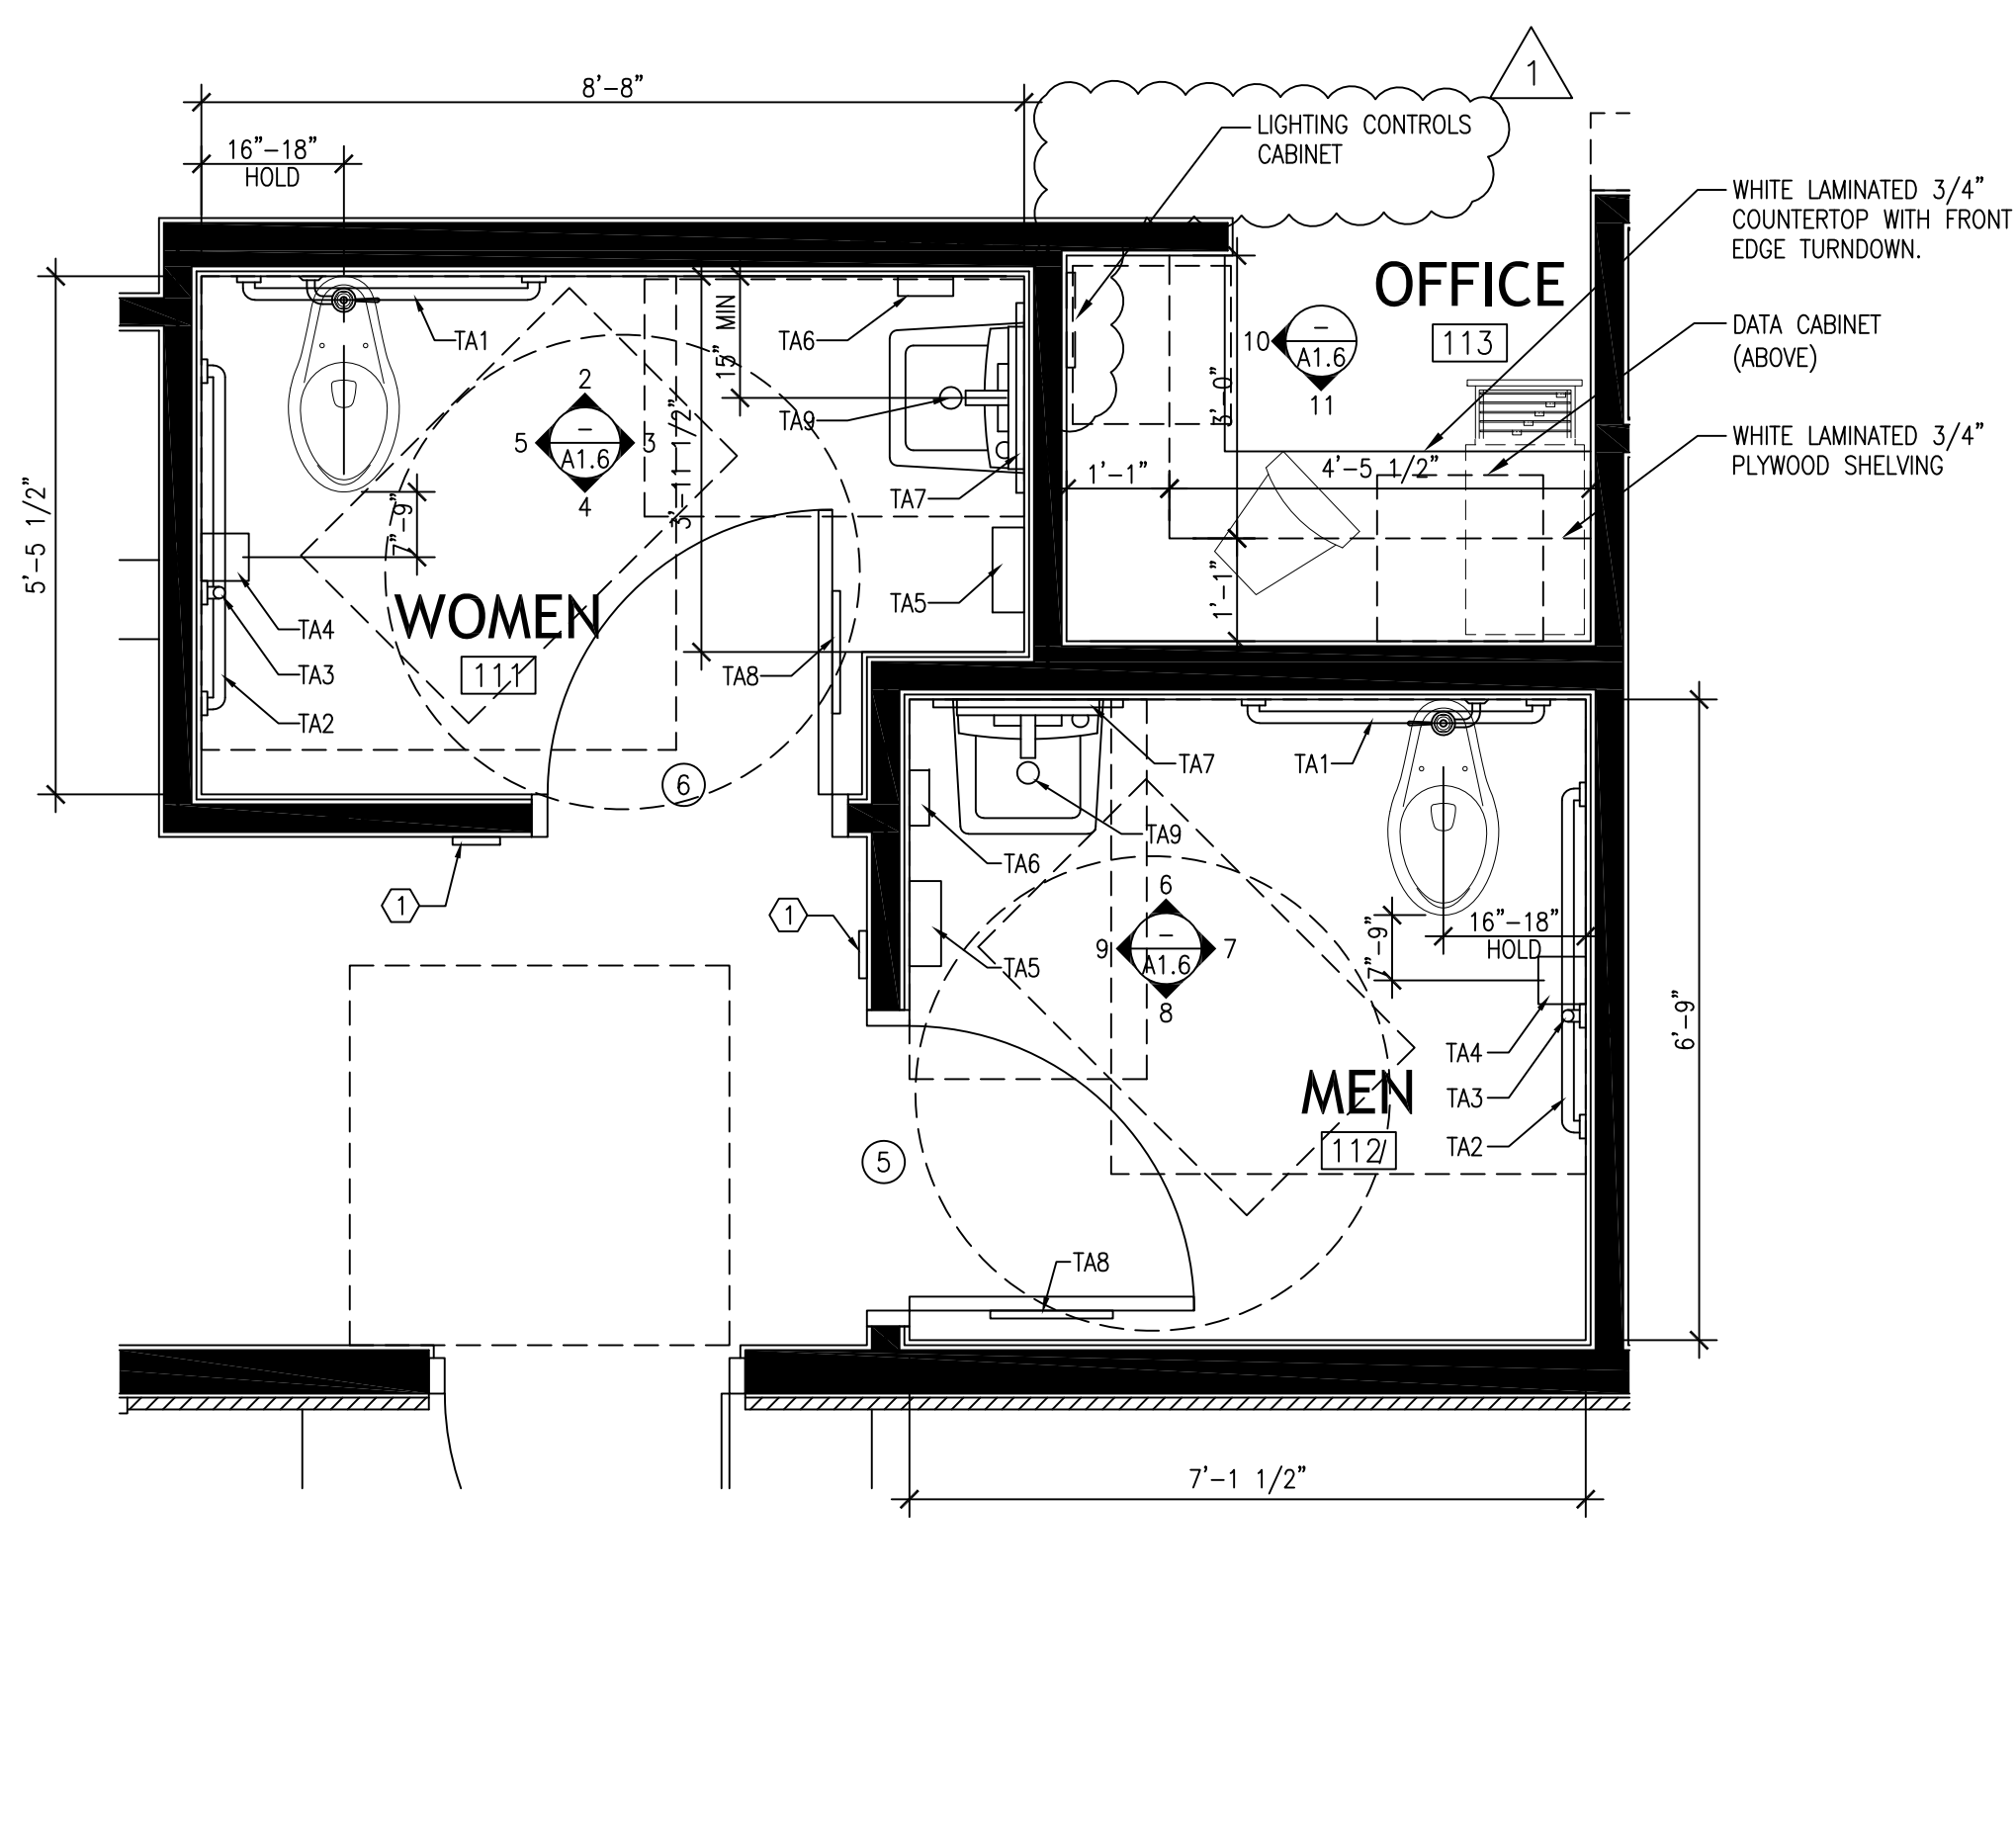 1
8'-8"
LIGHTING CONTROLS
CABINET
16"-18"
HOLD
WHITE LAMINATED 3/4"
COUNTERTOP WITH FRONT
EDGE TURNDOWN.
OFFICE
113
DATA CABINET
(ABOVE)
WHITE LAMINATED 3/4"
PLYWOOD SHELVING
10
-
A1.6
11
TA1
15" MIN
TA6
TA9
2
5
-
3
A1.6
4
3'-11 1/2"
TA7
3'-0"
1'-1"
4'-5 1/2"
5'-5 1/2"
7"-9"
1'-1"
TA5
WOMEN
111
TA4
TA3
TA2
TA8
6
TA7
TA1
TA9
TA6
1
1
TA5
6
9
-
7
A1.6
8
7"-9"
16"-18"
HOLD
6'-9"
TA4
TA3
TA2
MEN
112
5
TA8
7'-1 1/2"